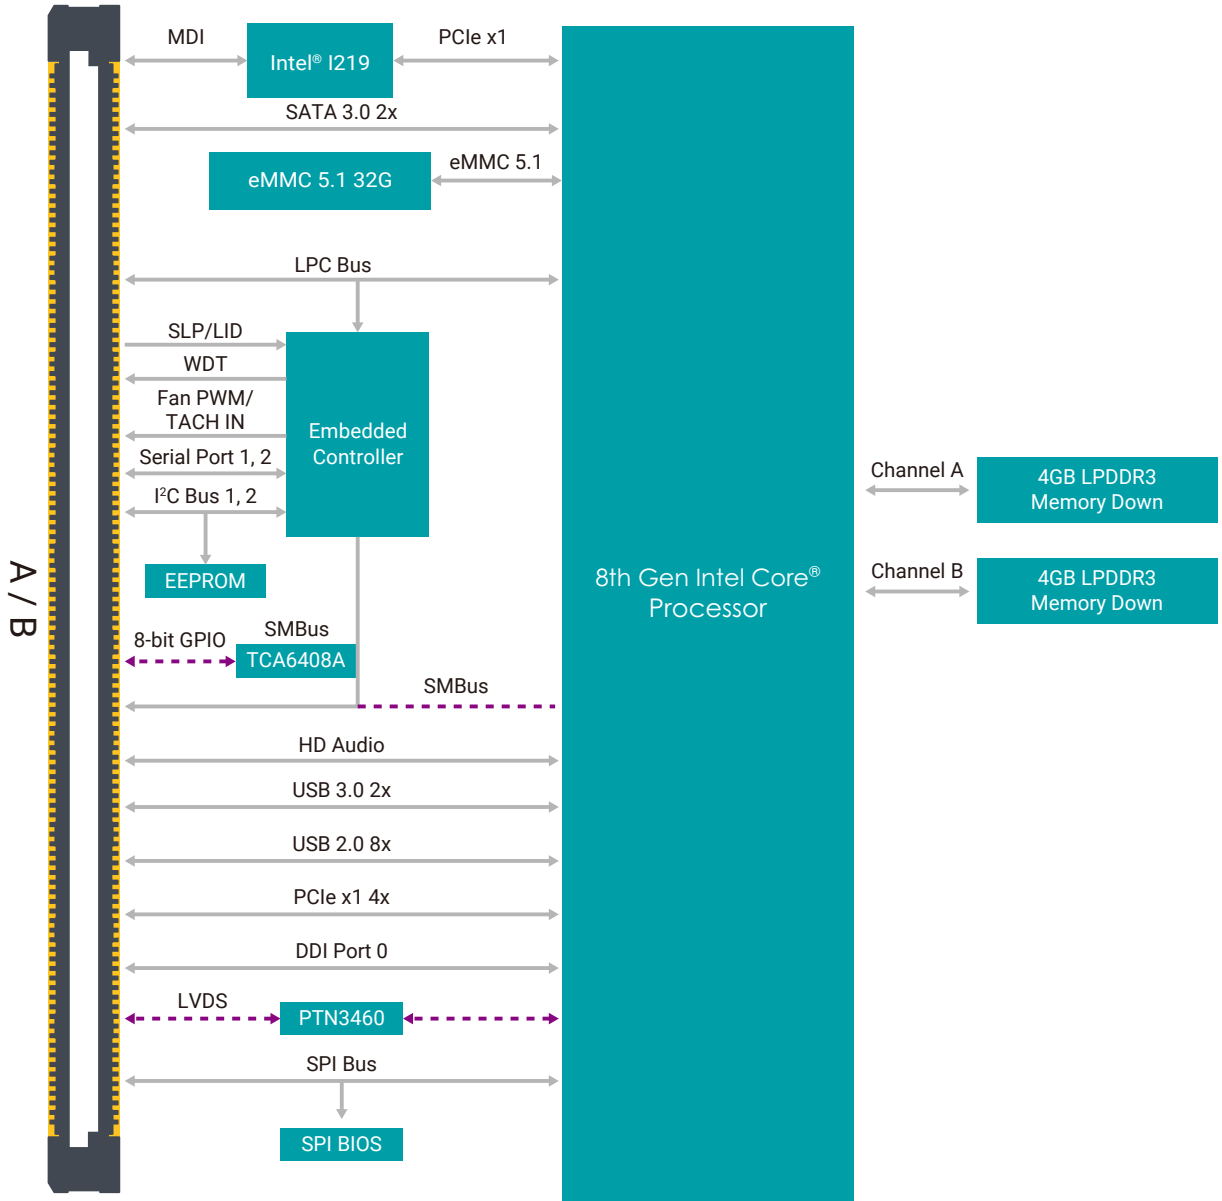 MDI
Intel® I219
PCIe x1
SATA 3.0 2x
eMMC 5.1 32G
eMMC 5.1
LPC Bus
SLP/LID
WDT
Fan PWM/
TACH IN
Serial Port 1, 2
I²C Bus 1, 2
Embedded
Controller
EEPROM
8-bit GPIO
SMBus
TCA6408A
SMBus
HD Audio
USB 3.0 2x
USB 2.0 8x
PCIe x1 4x
DDI Port 0
LVDS
PTN3460
SPI Bus
SPI BIOS
A / B
8th Gen Intel Core®
Processor
Channel A
4GB LPDDR3
Memory Down
Channel B
4GB LPDDR3
Memory Down